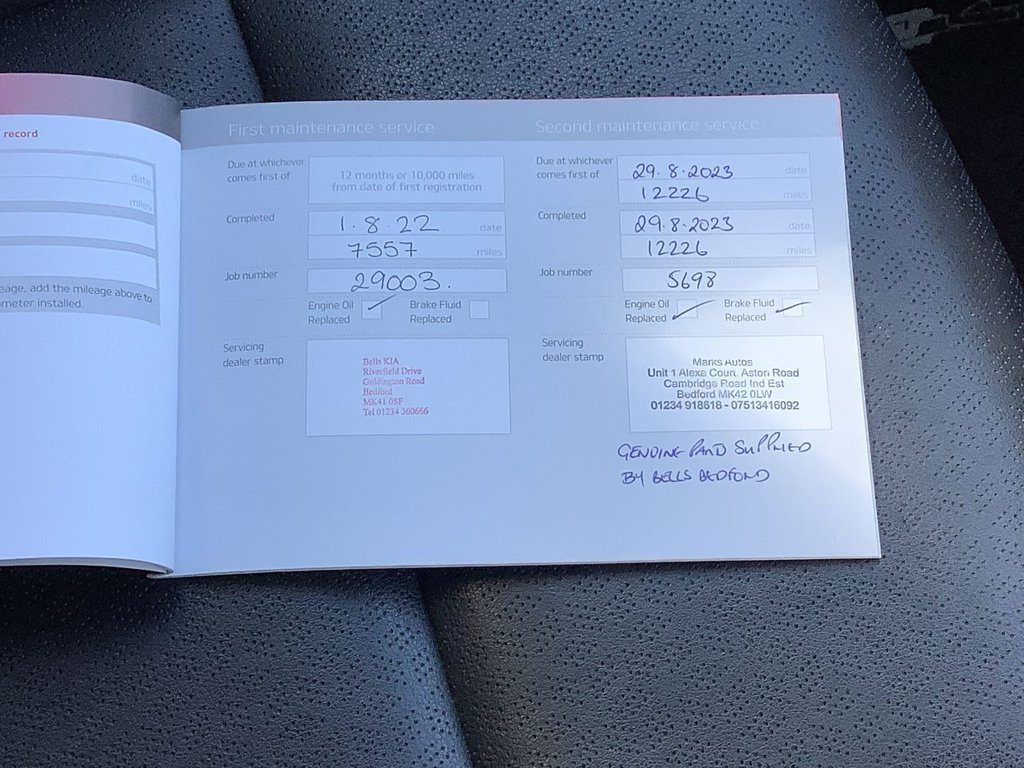 record
date
miles
eage, add the mileage above to
ometer installed.
First maintenance service
Due at whichever
comes first of
12 months or 10,000 miles
from date of first registration
Completed
1.8.22 date
7557 miles
Job number
29003.
Engine Oil
Replaced
Brake Fluid
Replaced
Servicing
dealer stamp
Bells KIA
Riverfield Drive
Goldington Road
Bedford
MK41 0SF
Tel 01234 360666
Second maintenance service
Due at whichever
comes first of
29.8.2023 date
12226 miles
Completed
29.8.2023 date
12226 miles
Job number
5698
Engine Oil
Replaced
Brake Fluid
Replaced
Servicing
dealer stamp
Marks Autos
Unit 1 Alexa Court, Aston Road
Cambridge Road Ind Est
Bedford MK42 0LW
01234 918618 - 07513416092
GENUINE SUPPLIED
BY BELLS BEDFORD